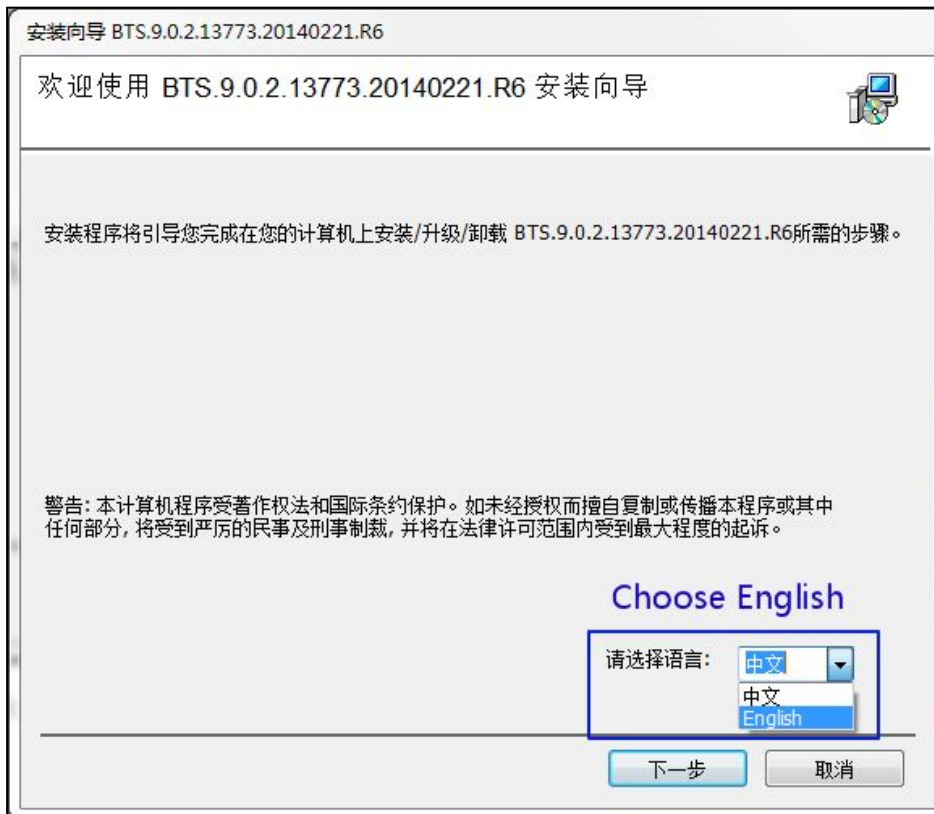 安装向导 BTS.9.0.2.13773.20140221.R6
欢迎使用 BTS.9.0.2.13773.20140221.R6 安装向导
安装程序将引导您完成在您的计算机上安装/升级/卸载 BTS.9.0.2.13773.20140221.R6所需的步骤。
警告: 本计算机程序受著作权法和国际条约保护。如未经授权而擅自复制或传播本程序或其中
任何部分, 将受到严厉的民事及刑事制裁, 并将在法律许可范围内受到最大程度的起诉。
Choose English
请选择语言: 中文
中文
English
下一步 取消